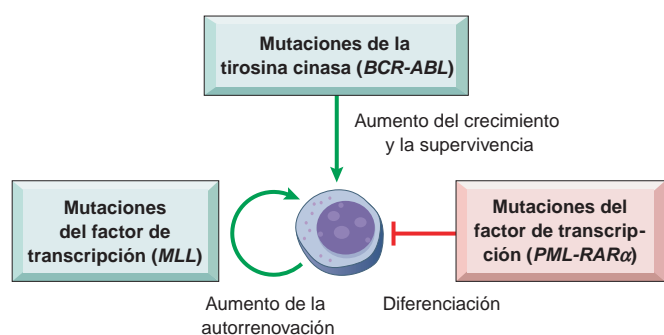 Mutaciones de la
tirosina cinasa (BCR-ABL)
Aumento del crecimiento
y la supervivencia
Mutaciones
del factor de
transcripción (MLL)
Mutaciones del
factor de transcrip-
ción (PML-RARα)
Aumento de la
autorrenovación
Diferenciación